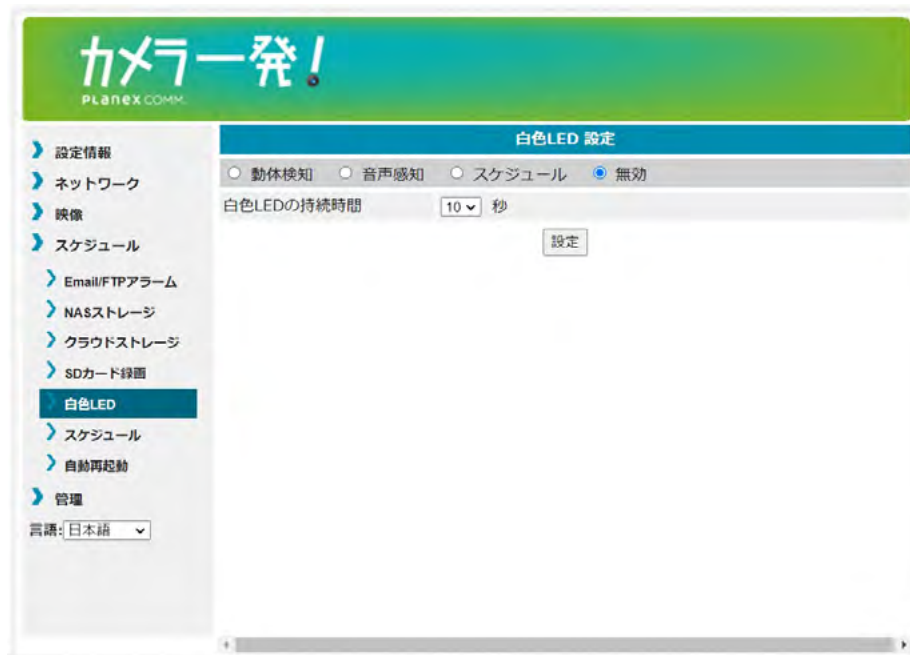 カメラ一発!
PLANEX COMM.
設定情報
ネットワーク
映像
スケジュール
Email/FTPアラーム
NASストレージ
クラウドストレージ
SDカード録画
白色LED
スケジュール
自動再起動
管理
言語: 日本語
白色LED 設定
動体検知 音声感知 スケジュール 無効
白色LEDの持続時間 10 秒
設定